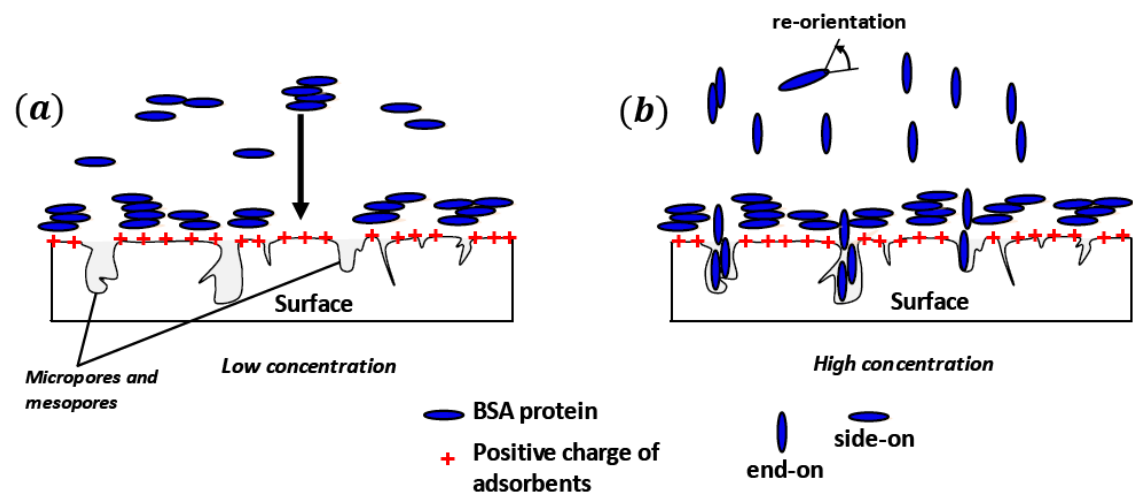 (a)
Surface
Low concentration
Micropores and
mesopores
re-orientation
(b)
Surface
High concentration
BSA protein
Positive charge of
adsorbents
end-on
side-on